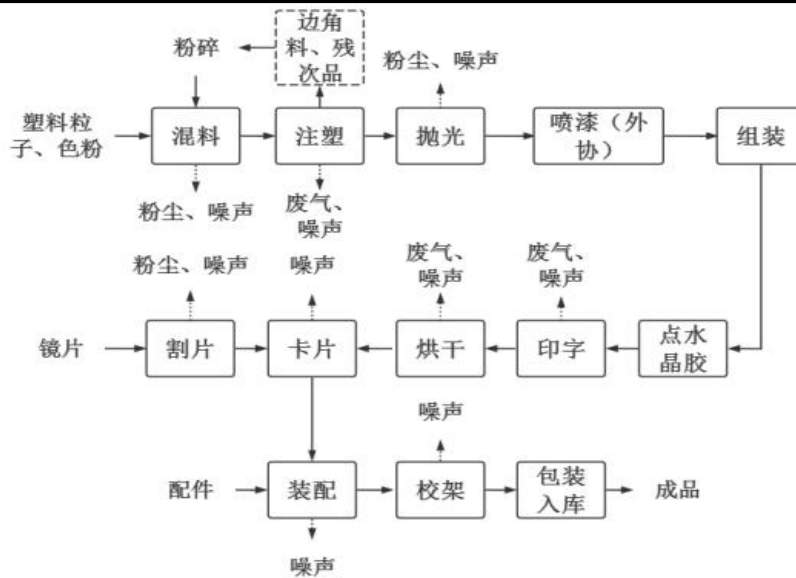 边角
料、残
次品
粉碎
粉尘、噪声
塑料粒
子、色粉
混料
注塑
抛光
喷漆（外
协）
组装
粉尘、噪声
废气、
噪声
粉尘、噪声
噪声
废气、
噪声
废气、
噪声
镜片
割片
卡片
烘干
印字
点水
晶胶
噪声
配件
装配
校架
包装
入库
成品
噪声